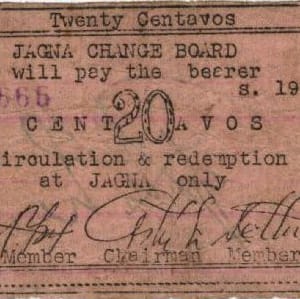 Twenty Centavos
JAGNA CHANGE BOARD
will pay the bearer
666 s. 19
CENT 20 AVOS
irculation & redemption
at JAGNA only
Member Chairman Member